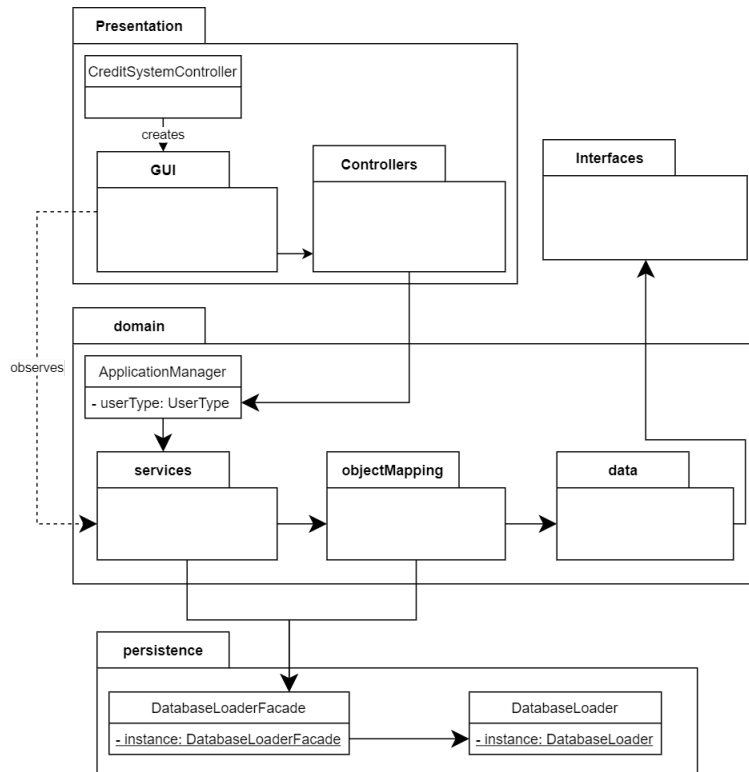 Presentation
CreditSystemController
creates
GUI
Controllers
Interfaces
domain
observes
ApplicationManager
- userType: UserType
services
objectMapping
data
persistence
DatabaseLoaderFacade
- instance: DatabaseLoaderFacade
DatabaseLoader
- instance: DatabaseLoader